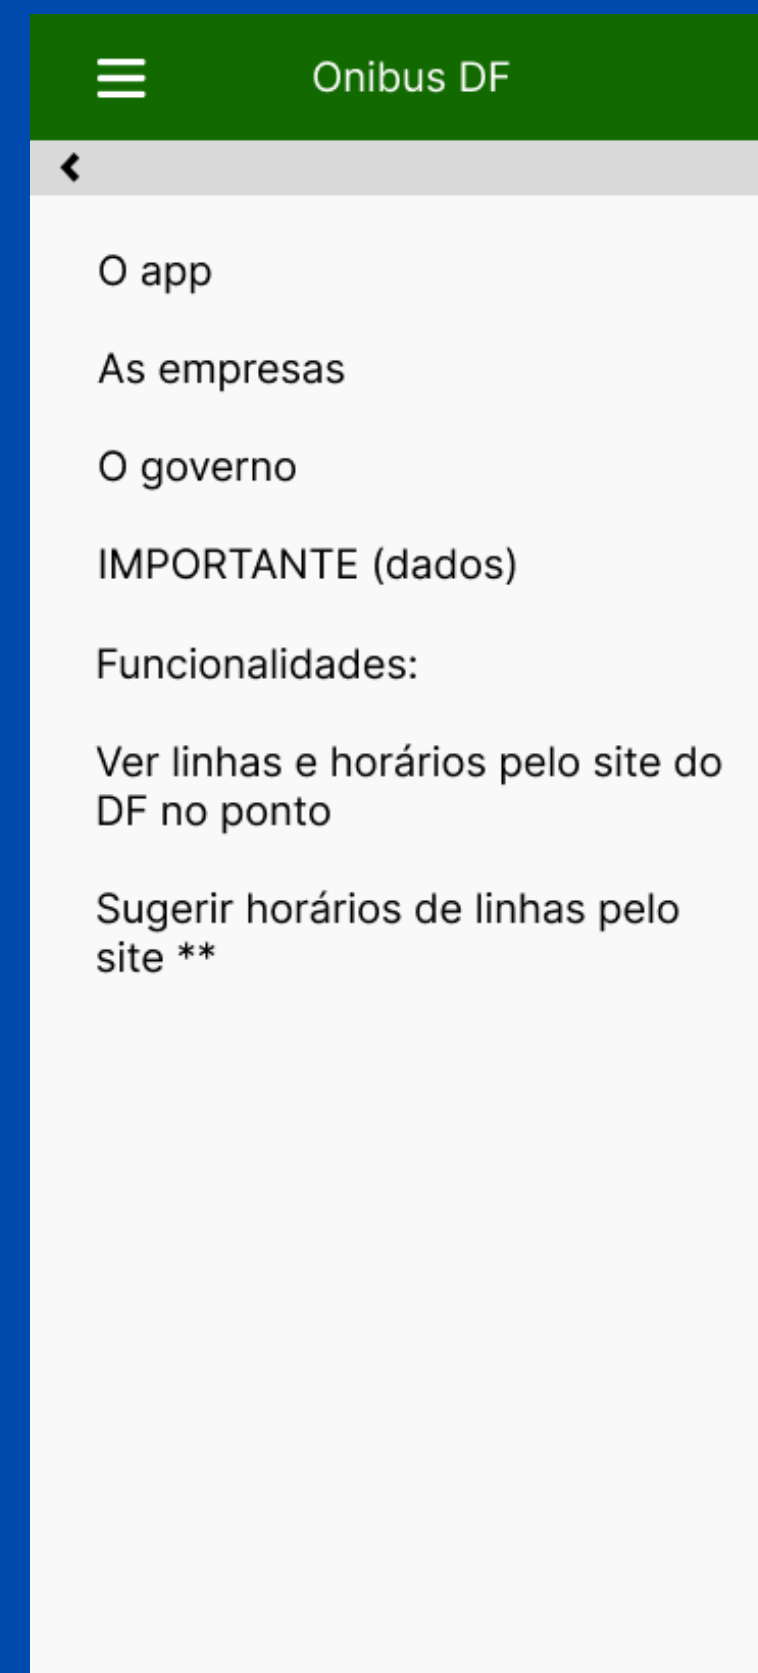 Onibus DF
O app
As empresas
O governo
IMPORTANTE (dados)
Funcionalidades:
Ver linhas e horários pelo site do
DF no ponto
Sugerir horários de linhas pelo
site **